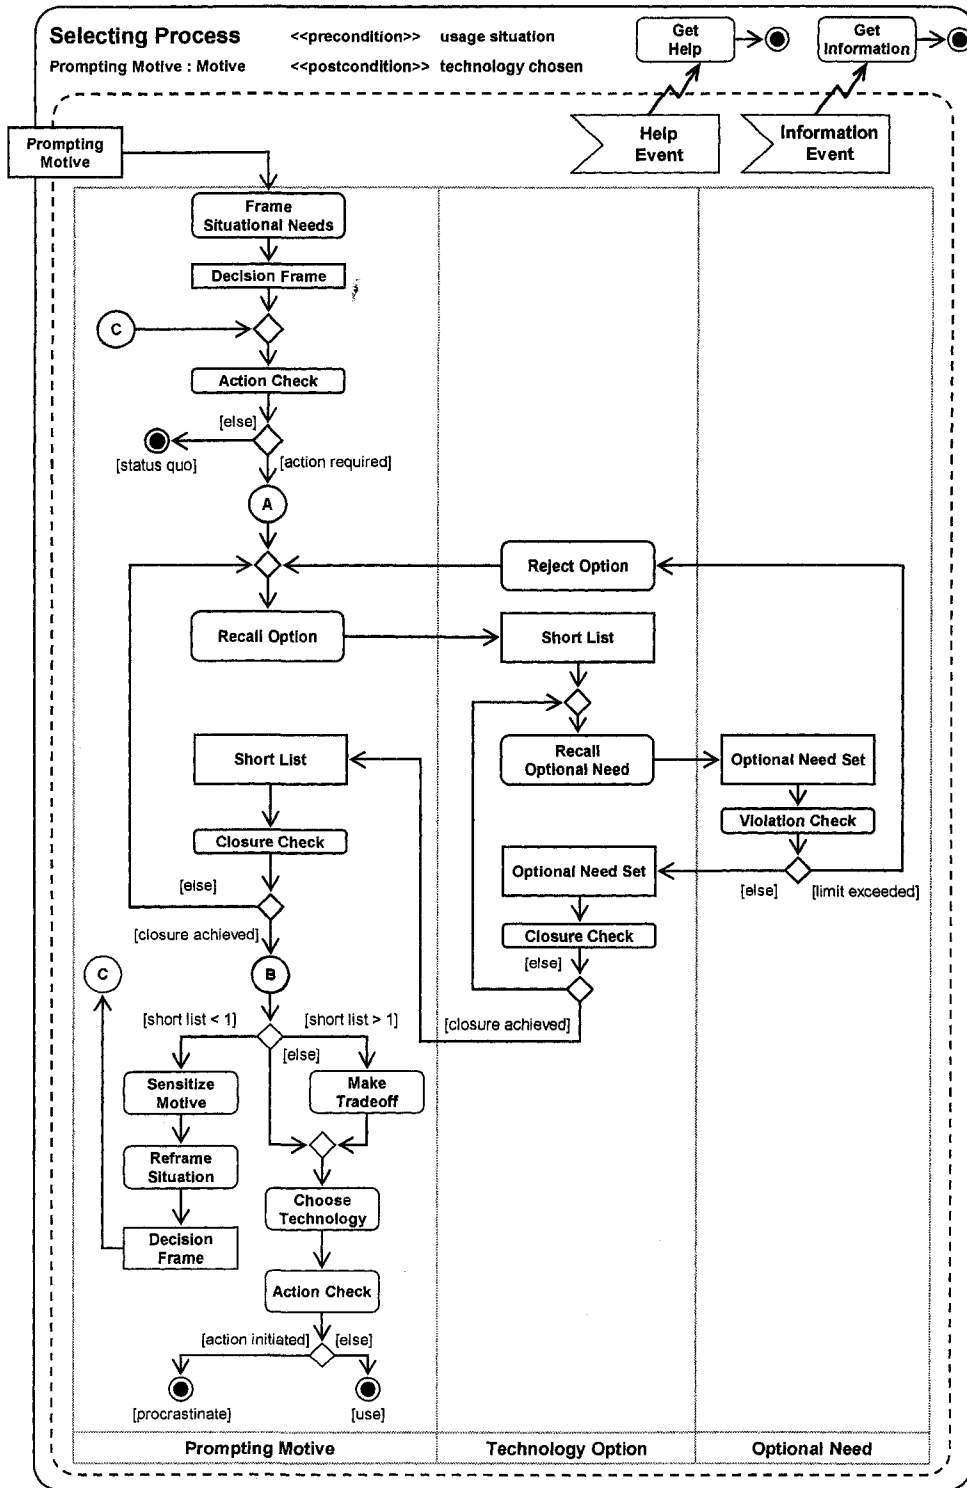 Selecting Process
<<precondition>> usage situation
Prompting Motive : Motive
<<postcondition>> technology chosen
Get
Help
Get
Information
Help
Event
Information
Event
Prompting
Motive
Frame
Situational Needs
Decision Frame
C
Action Check
[else]
[status quo]
[action required]
A
Reject Option
Recall Option
Short List
Recall
Optional Need
Optional Need Set
Short List
Violation Check
Closure Check
Optional Need Set
[else]
[limit exceeded]
[else]
Closure Check
[closure achieved]
[else]
C
B
[closure achieved]
[short list < 1]
[short list > 1]
[else]
Sensitize
Motive
Make
Tradeoff
Reframe
Situation
Choose
Technology
Decision
Frame
Action Check
[action initiated]
[else]
[procrastinate]
[use]
Prompting Motive
Technology Option
Optional Need